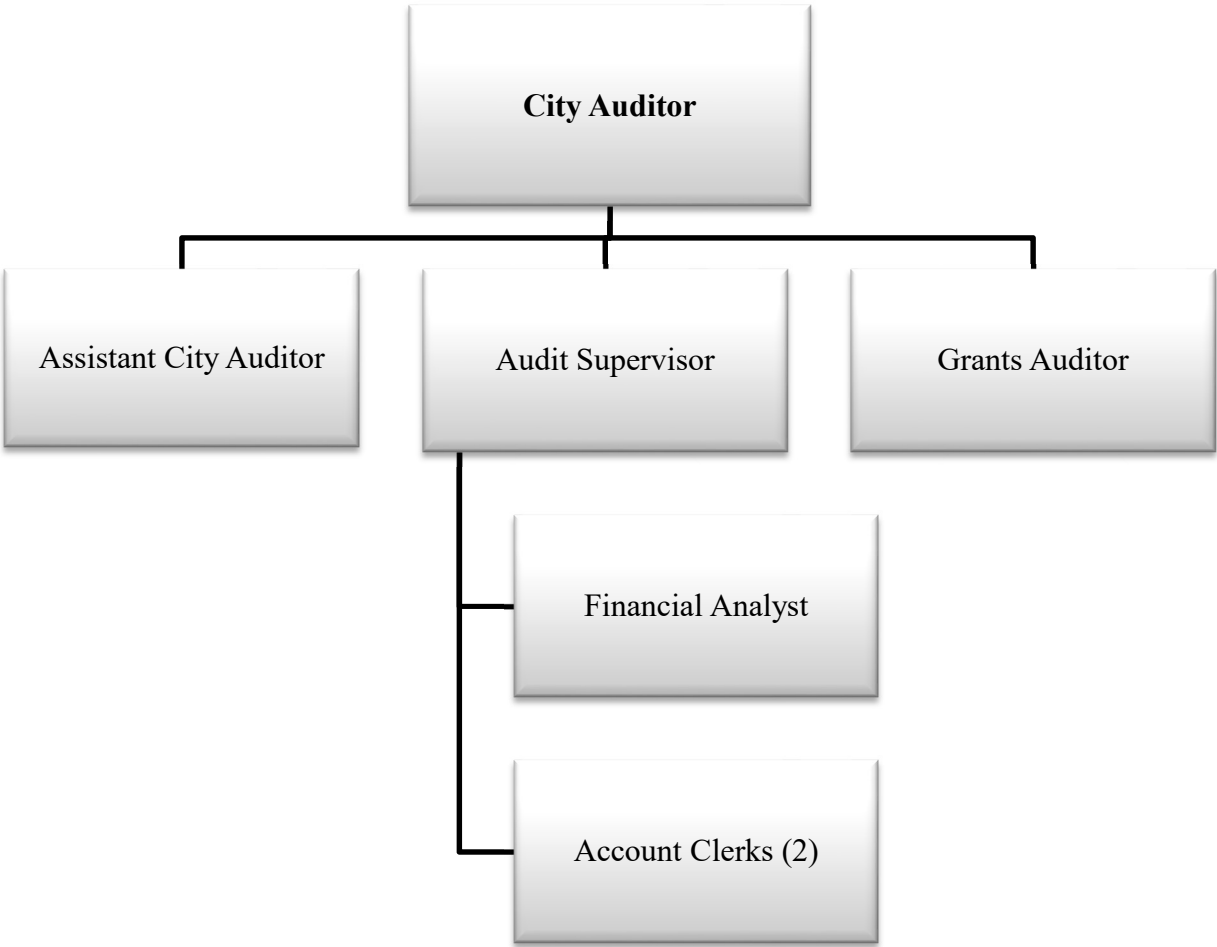 City Auditor
Assistant City Auditor
Audit Supervisor
Grants Auditor
Financial Analyst
Account Clerks (2)